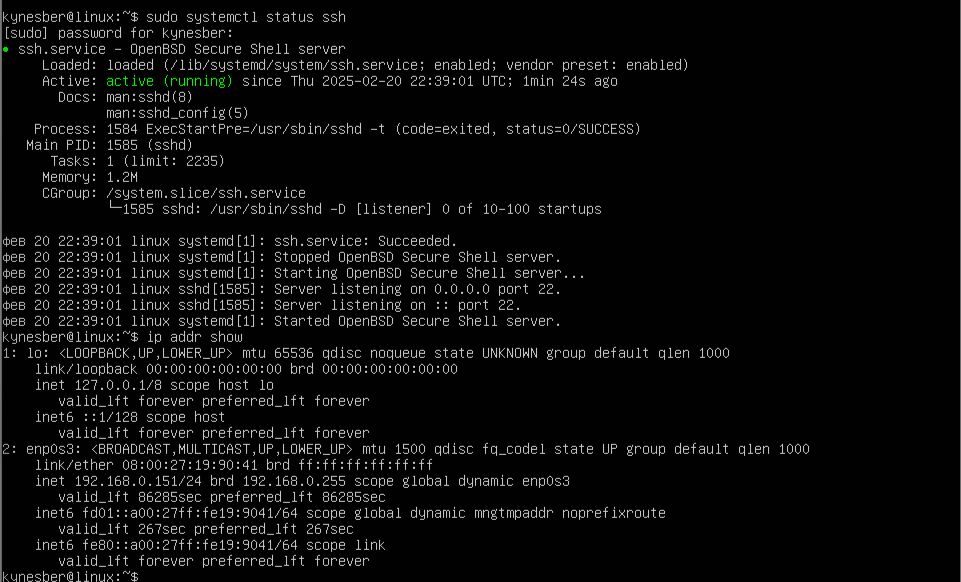 kynesber@linux:~$ sudo systemctl status ssh
[sudo] password for kynesber:
● ssh.service – OpenBSD Secure Shell server
     Loaded: loaded (/lib/systemd/system/ssh.service; enabled; vendor preset: enabled)
     Active: active (running) since Thu 2025-02-20 22:39:01 UTC; 1min 24s ago
       Docs: man:sshd(8)
             man:sshd_config(5)
    Process: 1584 ExecStartPre=/usr/sbin/sshd -t (code=exited, status=0/SUCCESS)
   Main PID: 1585 (sshd)
      Tasks: 1 (limit: 2235)
     Memory: 1.2M
     CGroup: /system.slice/ssh.service
             └─1585 sshd: /usr/sbin/sshd -D [listener] 0 of 10-100 startups

фев 20 22:39:01 linux systemd[1]: ssh.service: Succeeded.
фев 20 22:39:01 linux systemd[1]: Stopped OpenBSD Secure Shell server.
фев 20 22:39:01 linux systemd[1]: Starting OpenBSD Secure Shell server...
фев 20 22:39:01 linux sshd[1585]: Server listening on 0.0.0.0 port 22.
фев 20 22:39:01 linux sshd[1585]: Server listening on :: port 22.
фев 20 22:39:01 linux systemd[1]: Started OpenBSD Secure Shell server.
kynesber@linux:~$ ip addr show
1: lo: <LOOPBACK,UP,LOWER_UP> mtu 65536 qdisc noqueue state UNKNOWN group default qlen 1000
    link/loopback 00:00:00:00:00:00 brd 00:00:00:00:00:00
    inet 127.0.0.1/8 scope host lo
       valid_lft forever preferred_lft forever
    inet6 ::1/128 scope host
       valid_lft forever preferred_lft forever
2: enp0s3: <BROADCAST,MULTICAST,UP,LOWER_UP> mtu 1500 qdisc fq_codel state UP group default qlen 1000
    link/ether 08:00:27:19:90:41 brd ff:ff:ff:ff:ff:ff
    inet 192.168.0.151/24 brd 192.168.0.255 scope global dynamic enp0s3
       valid_lft 86285sec preferred_lft 86285sec
    inet6 fd01::a00:27ff:fe19:9041/64 scope global dynamic mngtmpaddr noprefixroute
       valid_lft 267sec preferred_lft 267sec
    inet6 fe80::a00:27ff:fe19:9041/64 scope link
       valid_lft forever preferred_lft forever
kynesber@linux:~$